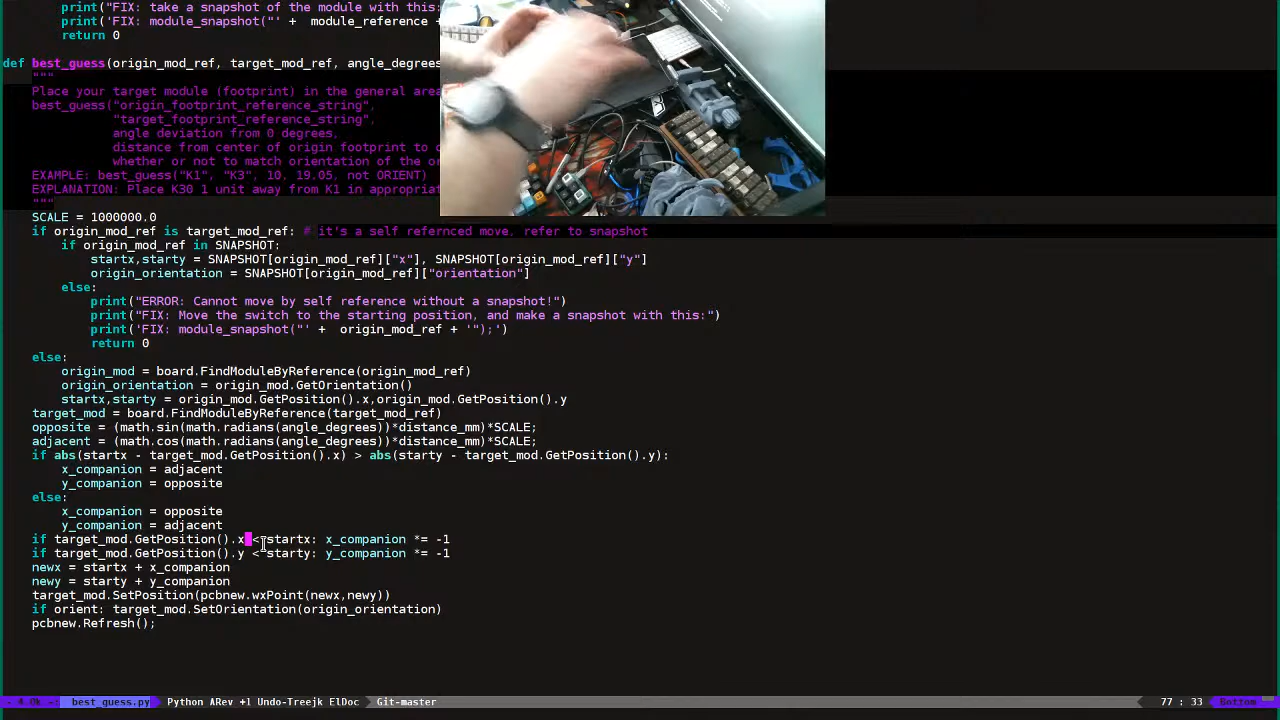 print("FIX: take a snapshot of the module with this:
print('FIX: module_snapshot("' +  module_reference +
return 0
def best_guess(origin_mod_ref, target_mod_ref, angle_degrees
"""
Place your target module (footprint) in the general area
best_guess("origin_footprint_reference_string",
"target_footprint_reference_string",
angle deviation from 0 degrees,
distance from center of origin footprint to
whether or not to match orientation of the or
EXAMPLE: best_guess("K1", "K3", 10, 19.05, not ORIENT)
EXPLANATION: Place K30 1 unit away from K1 in appropriat
"""
SCALE = 1000000.0
if origin_mod_ref is target_mod_ref: # it's a self refernced move, refer to snapshot
if origin_mod_ref in SNAPSHOT:
startx,starty = SNAPSHOT[origin_mod_ref]["x"], SNAPSHOT[origin_mod_ref]["y"]
origin_orientation = SNAPSHOT[origin_mod_ref]["orientation"]
else:
print("ERROR: Cannot move by self reference without a snapshot!")
print("FIX: Move the switch to the starting position, and make a snapshot with this:")
print('FIX: module_snapshot("' +  origin_mod_ref + '");')
return 0
else:
origin_mod = board.FindModuleByReference(origin_mod_ref)
origin_orientation = origin_mod.GetOrientation()
startx,starty = origin_mod.GetPosition().x,origin_mod.GetPosition().y
target_mod = board.FindModuleByReference(target_mod_ref)
opposite = (math.sin(math.radians(angle_degrees))*distance_mm)*SCALE;
adjacent = (math.cos(math.radians(angle_degrees))*distance_mm)*SCALE;
if abs(startx - target_mod.GetPosition().x) > abs(starty - target_mod.GetPosition().y):
x_companion = adjacent
y_companion = opposite
else:
x_companion = opposite
y_companion = adjacent
if target_mod.GetPosition().x < startx: x_companion *= -1
if target_mod.GetPosition().y < starty: y_companion *= -1
newx = startx + x_companion
newy = starty + y_companion
target_mod.SetPosition(pcbnew.wxPoint(newx,newy))
if orient: target_mod.SetOrientation(origin_orientation)
pcbnew.Refresh();
best_guess.py Python ARev +1 Undo-Treejk ElDoc Git-master 77 : 33 Bottom